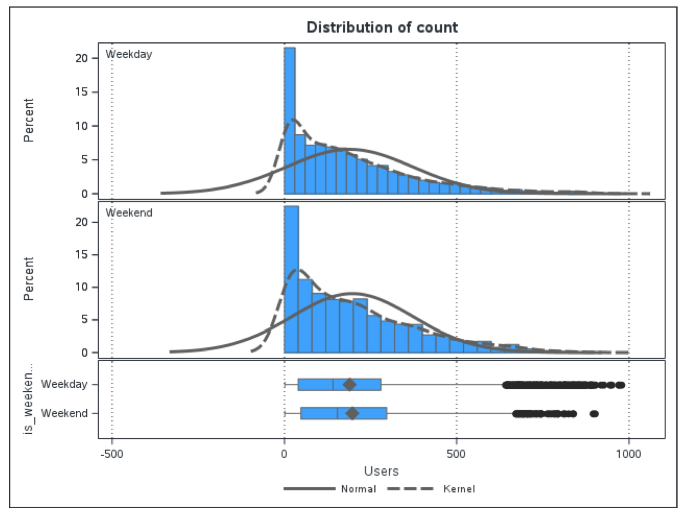 Distribution of count
Weekday
Percent
20
15
10
5
0
Weekend
Percent
20
15
10
5
0
is_weeken...
Weekday
Weekend
-500
0
500
1000
Users
Normal
Kernel